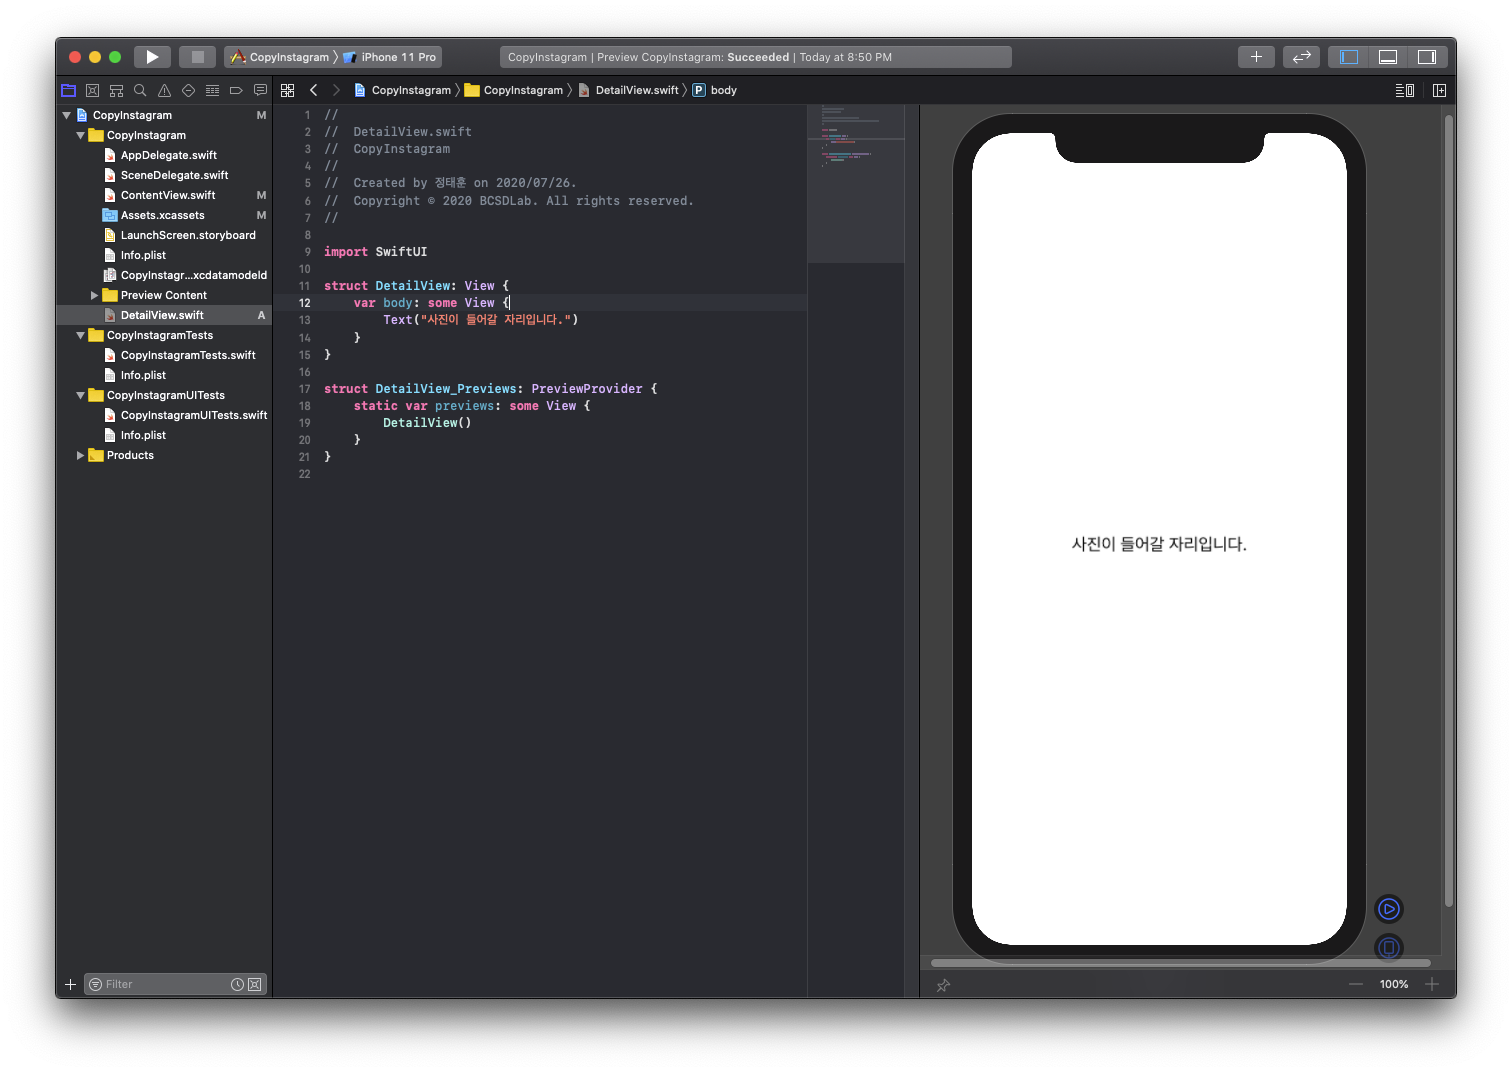 CopyInstagram 〉 iPhone 11 Pro
CopyInstagram | Preview CopyInstagram: Succeeded | Today at 8:50 PM
CopyInstagram 〉 CopyInstagram 〉 DetailView.swift 〉 P body
CopyInstagram M
CopyInstagram
AppDelegate.swift
SceneDelegate.swift
ContentView.swift M
Assets.xcassets M
LaunchScreen.storyboard
Info.plist
CopyInstagr...xcdatamodeld
Preview Content
DetailView.swift A
CopyInstagramTests
CopyInstagramTests.swift
Info.plist
CopyInstagramUITests
CopyInstagramUITests.swift
Info.plist
Products
Filter
1 //
2 //  DetailView.swift
3 //  CopyInstagram
4 //
5 //  Created by 정태훈 on 2020/07/26.
6 //  Copyright © 2020 BCSDLab. All rights reserved.
7 //
8
9 import SwiftUI
10
11 struct DetailView: View {
12     var body: some View {
13         Text("사진이 들어갈 자리입니다.")
14     }
15 }
16
17 struct DetailView_Previews: PreviewProvider {
18     static var previews: some View {
19         DetailView()
20     }
21 }
22
사진이 들어갈 자리입니다.
100%